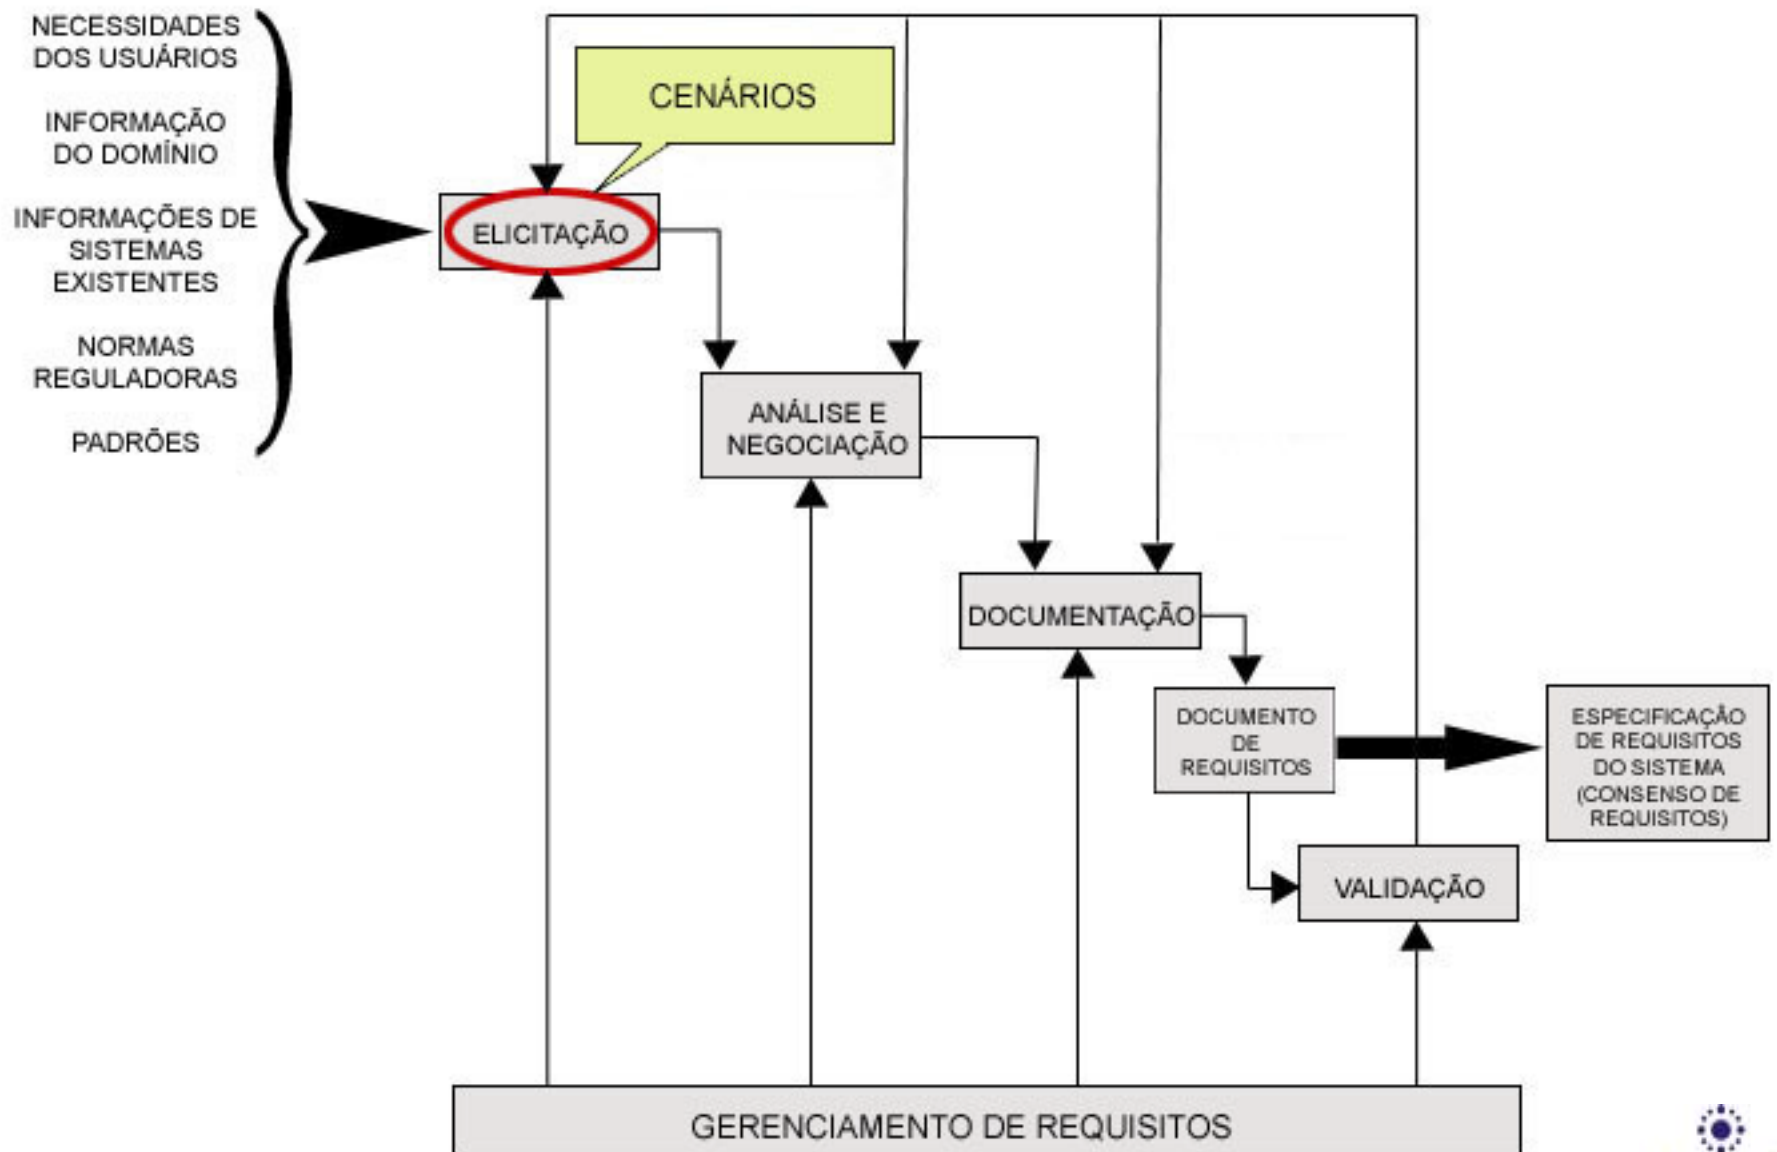 NECESSIDADES
DOS USUÁRIOS
INFORMAÇÃO
DO DOMÍNIO
INFORMAÇÕES DE
SISTEMAS
EXISTENTES
NORMAS
REGULADORAS
PADRÕES
CENÁRIOS
ELICITAÇÃO
ANÁLISE E
NEGOCIAÇÃO
DOCUMENTAÇÃO
DOCUMENTO
DE
REQUISITOS
ESPECIFICAÇÃO
DE REQUISITOS
DO SISTEMA
(CONSENSO DE
REQUISITOS)
VALIDAÇÃO
GERENCIAMENTO DE REQUISITOS